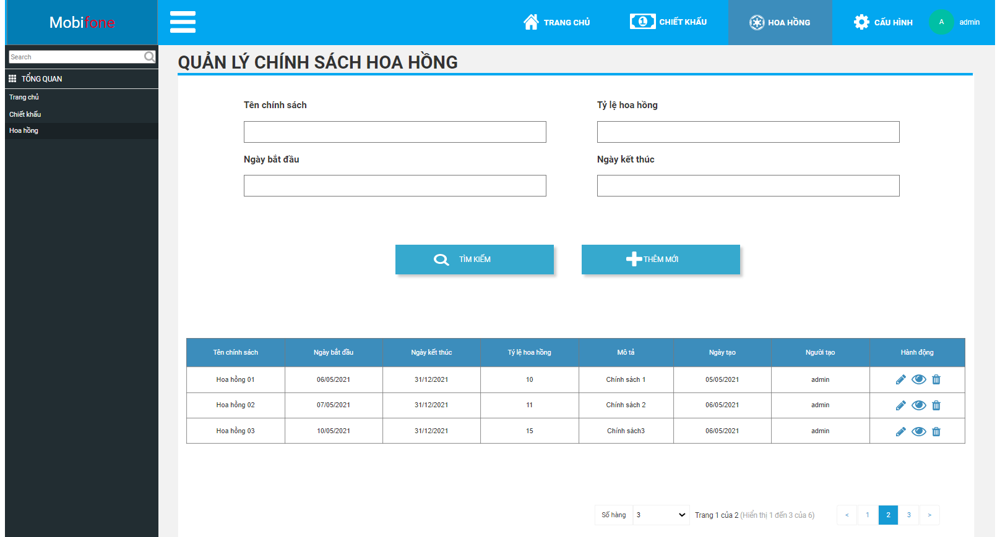 Mobifone
TRANG CHỦ
CHIẾT KHẤU
HOA HỒNG
CẤU HÌNH
A
admin
Search
TỔNG QUAN
Trang chủ
Chiết khấu
Hoa hồng
QUẢN LÝ CHÍNH SÁCH HOA HỒNG
Tên chính sách
Tỷ lệ hoa hồng
Ngày bắt đầu
Ngày kết thúc
TÌM KIẾM
THÊM MỚI
Tên chính sách Ngày bắt đầu Ngày kết thúc Tỷ lệ hoa hồng Mô tả Ngày tạo Người tạo Hành động
Hoa hồng 01 06/05/2021 31/12/2021 10 Chính sách 1 05/05/2021 admin
Hoa hồng 02 07/05/2021 31/12/2021 11 Chính sách 2 06/05/2021 admin
Hoa hồng 03 10/05/2021 31/12/2021 15 Chính sách3 06/05/2021 admin
Số hàng 3 Trang 1 của 2 (Hiển thị 1 đến 3 của 6) < 1 2 3 >